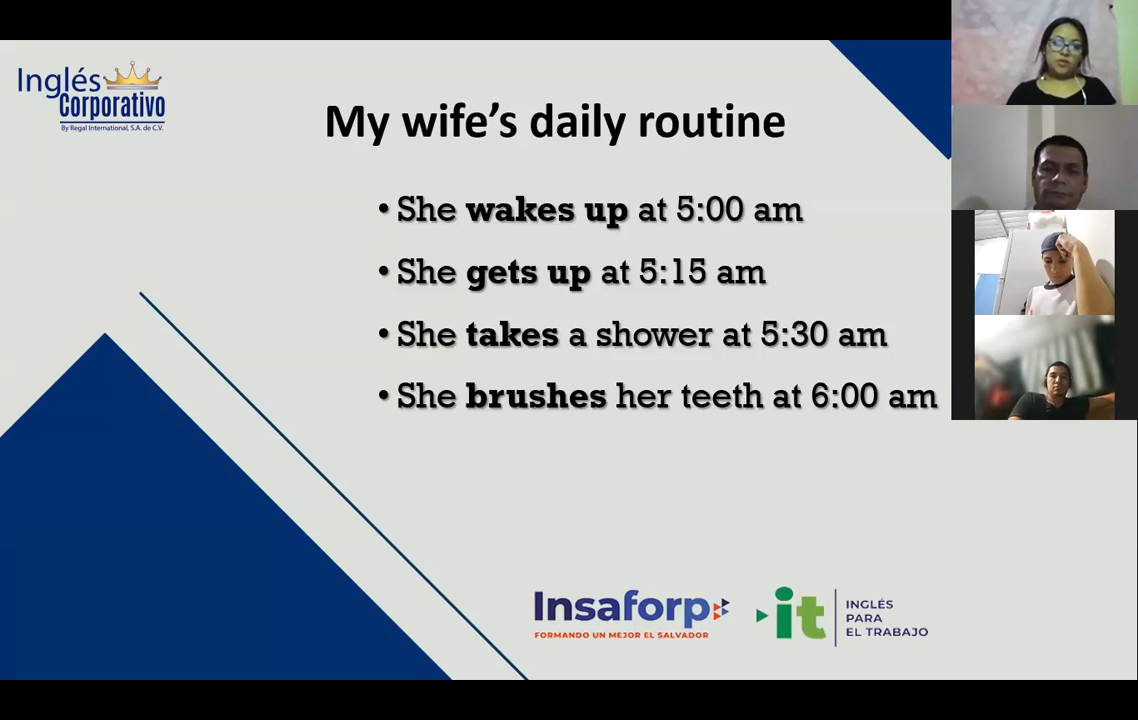 Inglés
Corporativo
By Regal International, S.A. de C.V.
My wife's daily routine
• She wakes up at 5:00 am
• She gets up at 5:15 am
• She takes a shower at 5:30 am
• She brushes her teeth at 6:00 am
Insaforp
FORMANDO UN MEJOR EL SALVADOR
it
INGLÉS
PARA
EL TRABAJO